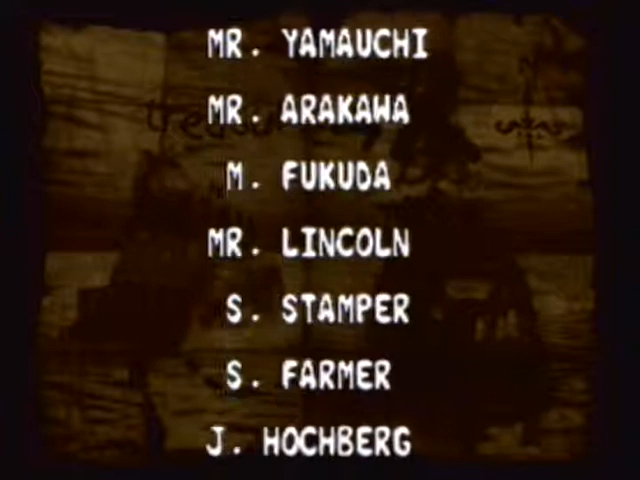 MR. YAMAUCHI
MR. ARAKAWA
M. FUKUDA
MR. LINCOLN
S. STAMPER
S. FARMER
J. HOCHBERG